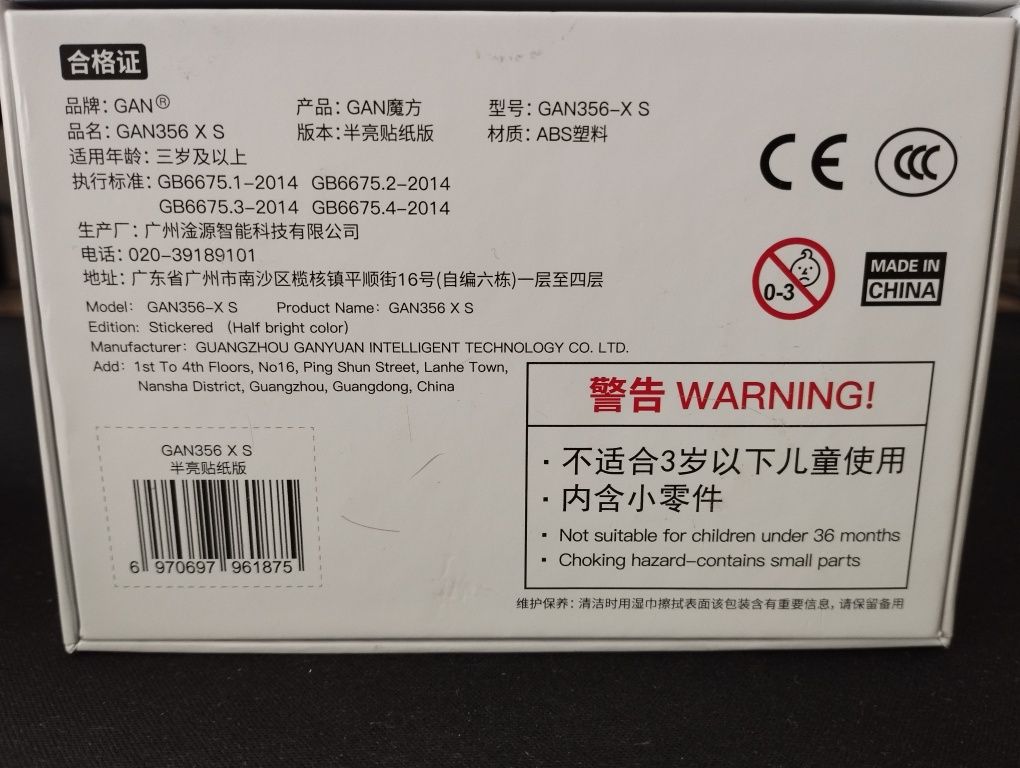 合格证
品牌: GAN® 产品: GAN魔方 型号: GAN356-X S
品名: GAN356 X S 版本: 半亮贴纸版 材质: ABS塑料
适用年龄: 三岁及以上
执行标准: GB6675.1-2014 GB6675.2-2014
GB6675.3-2014 GB6675.4-2014
生产厂: 广州淦源智能科技有限公司
电话: 020-39189101
地址: 广东省广州市南沙区榄核镇平顺街16号(自编六栋)一层至四层
Model: GAN356-X S Product Name: GAN356 X S
Edition: Stickered (Half bright color)
Manufacturer: GUANGZHOU GANYUAN INTELLIGENT TECHNOLOGY CO. LTD.
Add: 1st To 4th Floors, No16, Ping Shun Street, Lanhe Town,
Nansha District, Guangzhou, Guangdong, China
CE CCC
0-3
MADE IN
CHINA
GAN356 X S
半亮贴纸版
6 970697 961875
警告 WARNING!
· 不适合3岁以下儿童使用
· 内含小零件
· Not suitable for children under 36 months
· Choking hazard-contains small parts
维护保养: 清洁时用湿巾擦拭表面该包装含有重要信息, 请保留备用